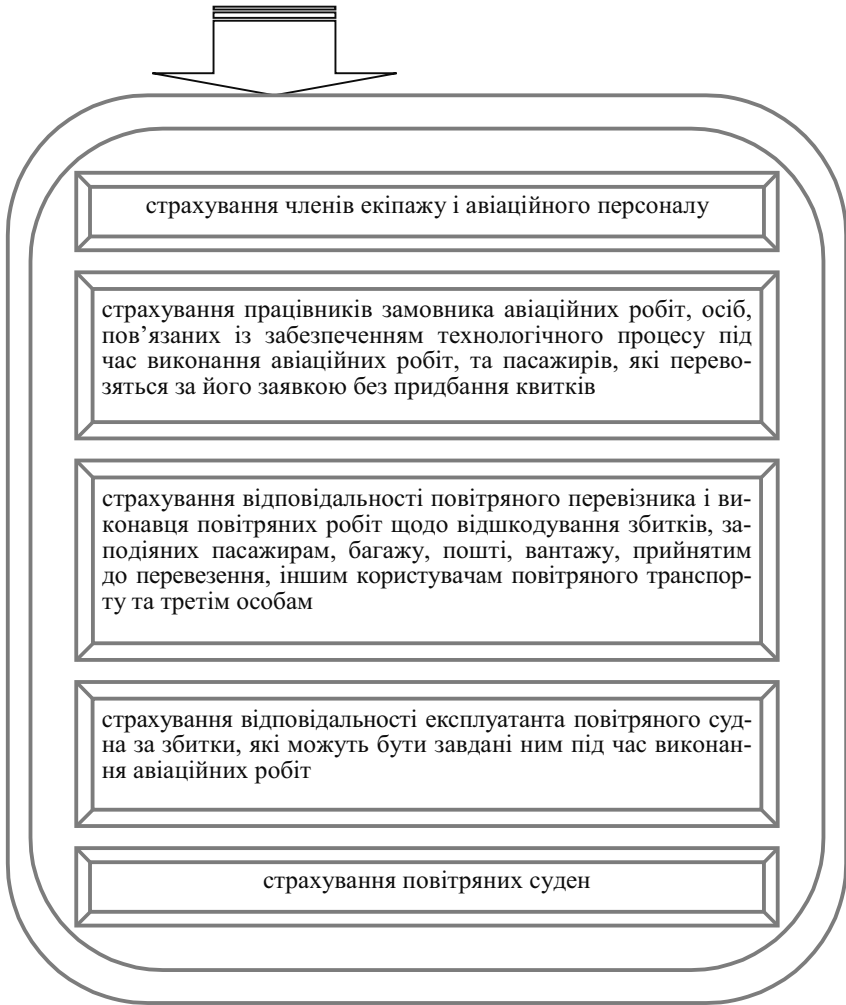 страхування членів екіпажу і авіаційного персоналу
страхування працівників замовника авіаційних робіт, осіб,
пов’язаних із забезпеченням технологічного процесу під
час виконання авіаційних робіт, та пасажирів, які перево-
зяться за його заявкою без придбання квитків
страхування відповідальності повітряного перевізника і ви-
конавця повітряних робіт щодо відшкодування збитків, за-
подіяних пасажирам, багажу, пошті, вантажу, прийнятим
до перевезення, іншим користувачам повітряного транспор-
ту та третім особам
страхування відповідальності експлуатанта повітряного суд-
на за збитки, які можуть бути завдані ним під час виконан-
ня авіаційних робіт
страхування повітряних суден